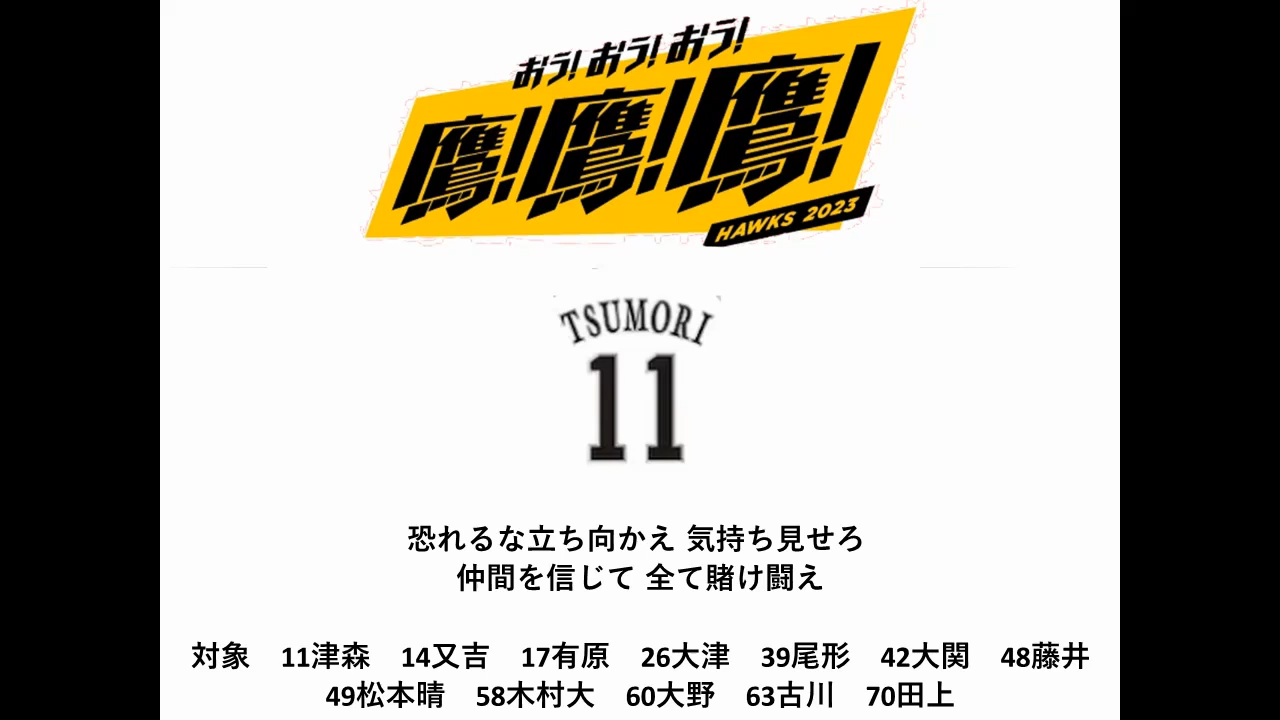 おう!おう!おう!
鷹!鷹!鷹!
HAWKS 2023
TSUMORI
11
恐れるな立ち向かえ 気持ち見せろ
仲間を信じて 全て賭け闘え
対象　11津森　14又吉　17有原　26大津　39尾形　42大関　48藤井
49松本晴　58木村大　60大野　63古川　70田上